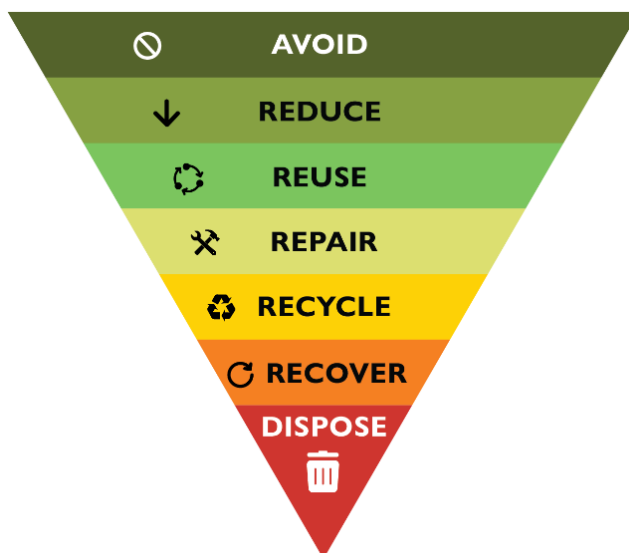 AVOID
REDUCE
REUSE
REPAIR
RECYCLE
RECOVER
DISPOSE